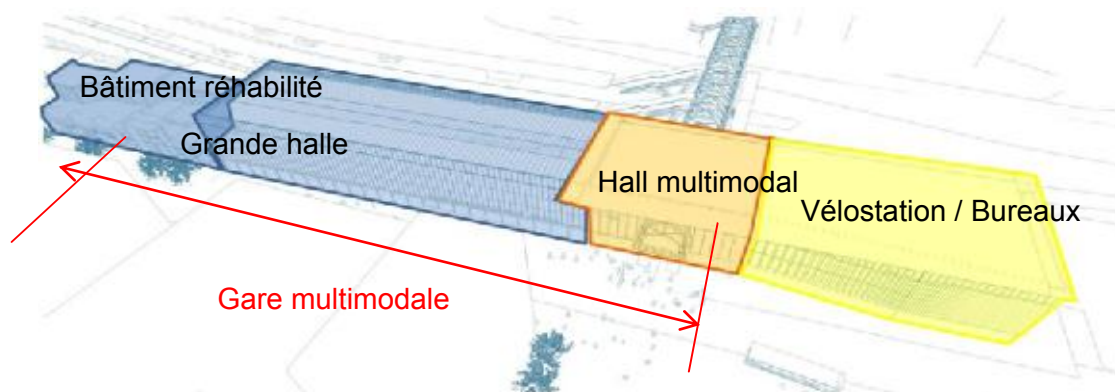 Bâtiment réhabilité
Grande halle
Hall multimodal
Vélostation / Bureaux
Gare multimodale